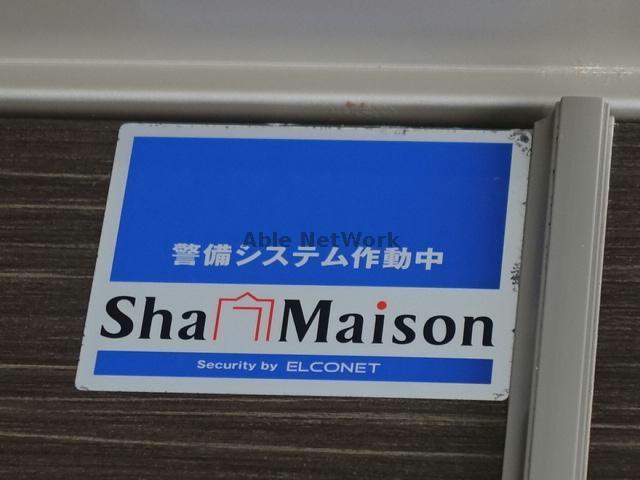 Able NetWork
警備システム作動中
Sha Maison
Security by ELCONET